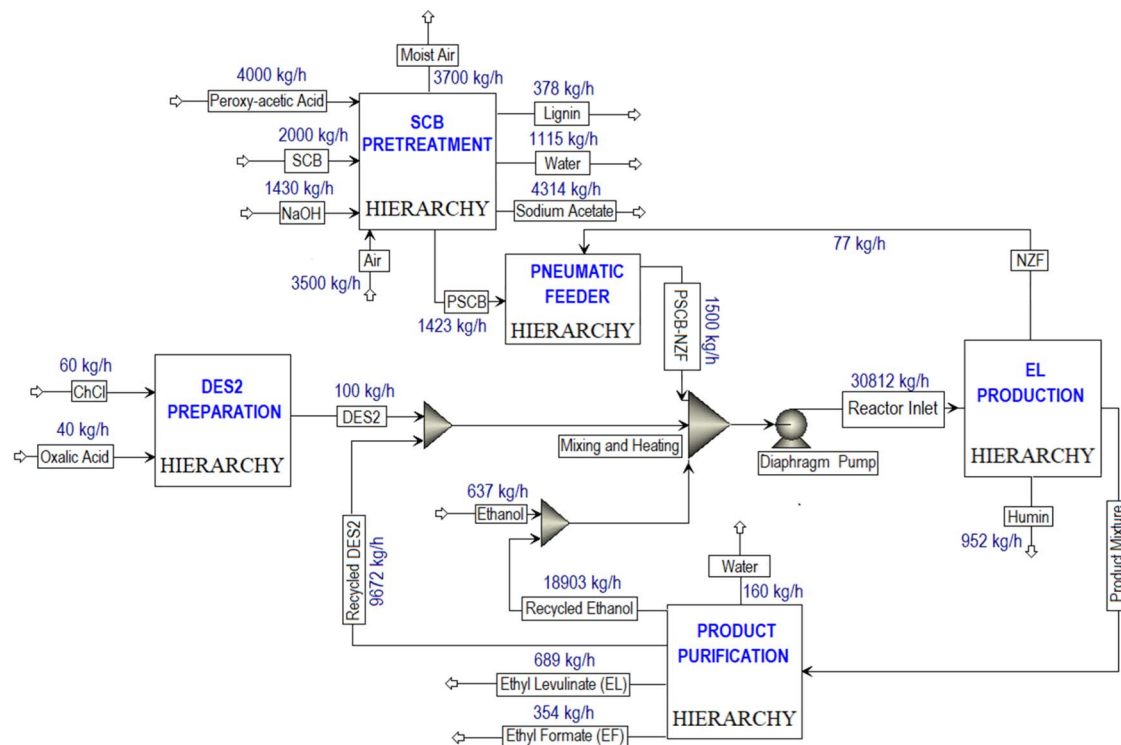 Moist Air
3700 kg/h
4000 kg/h
Peroxy-acetic Acid
2000 kg/h
SCB
1430 kg/h
NaOH
Air
3500 kg/h
SCB
PRETREATMENT
HIERARCHY
378 kg/h
Lignin
1115 kg/h
Water
4314 kg/h
Sodium Acetate
PSCB
1423 kg/h
PNEUMATIC
FEEDER
HIERARCHY
PSCB-NZF
1500 kg/h
77 kg/h
NZF
60 kg/h
ChCl
40 kg/h
Oxalic Acid
DES2
PREPARATION
HIERARCHY
100 kg/h
DES2
Mixing and Heating
Diaphragm Pump
30812 kg/h
Reactor Inlet
EL
PRODUCTION
HIERARCHY
Humin
952 kg/h
Product Mixture
637 kg/h
Ethanol
Recycled DES2
9672 kg/h
18903 kg/h
Recycled Ethanol
Water
160 kg/h
PRODUCT
PURIFICATION
HIERARCHY
689 kg/h
Ethyl Levulinate (EL)
354 kg/h
Ethyl Formate (EF)